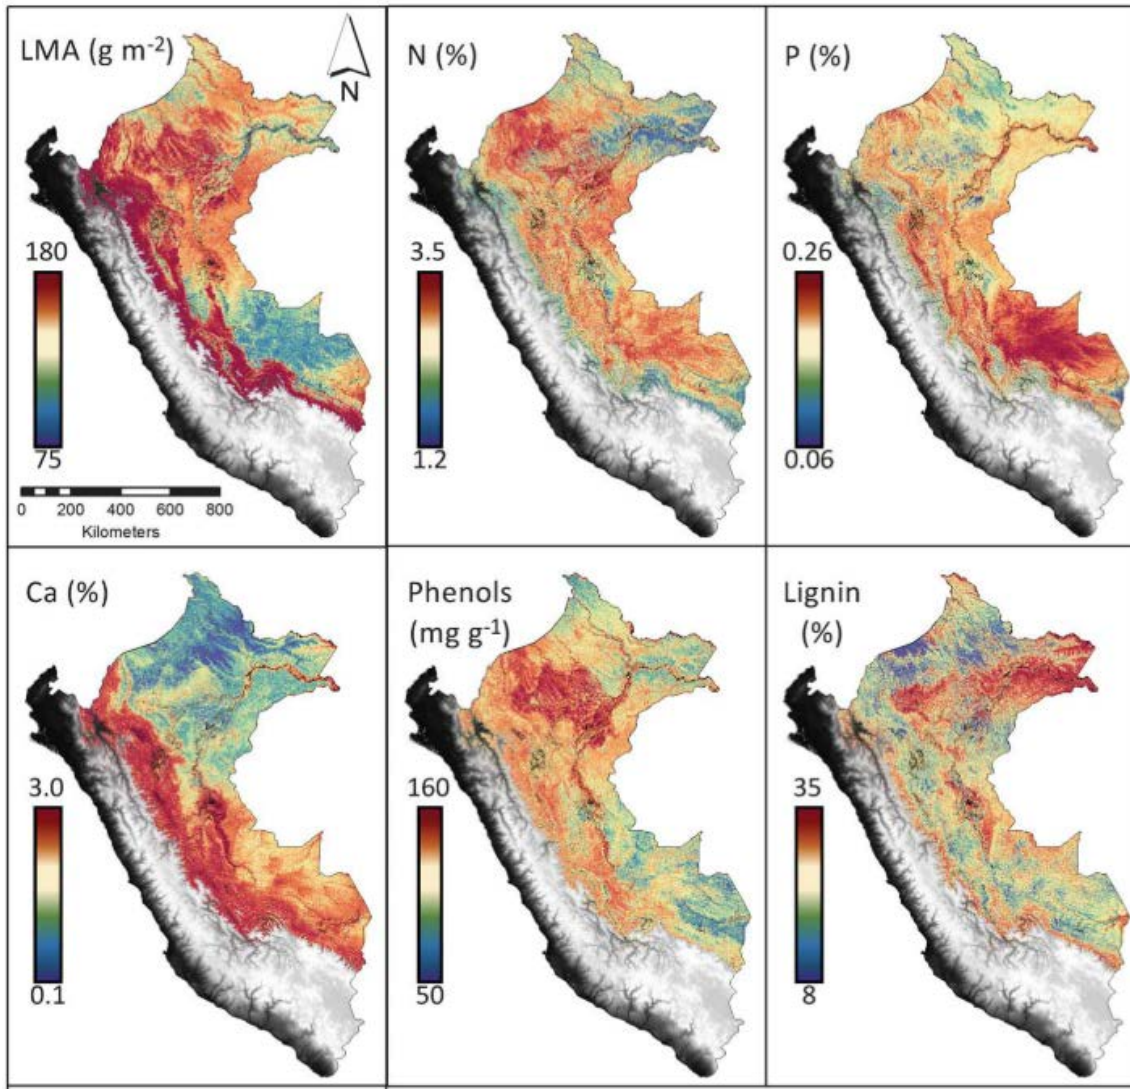 LMA (g m⁻²)
N
180
75
0 200 400 600 800
Kilometers
N (%)
3.5
1.2
P (%)
0.26
0.06
Ca (%)
3.0
0.1
Phenols
(mg g⁻¹)
160
50
Lignin
(%)
35
8